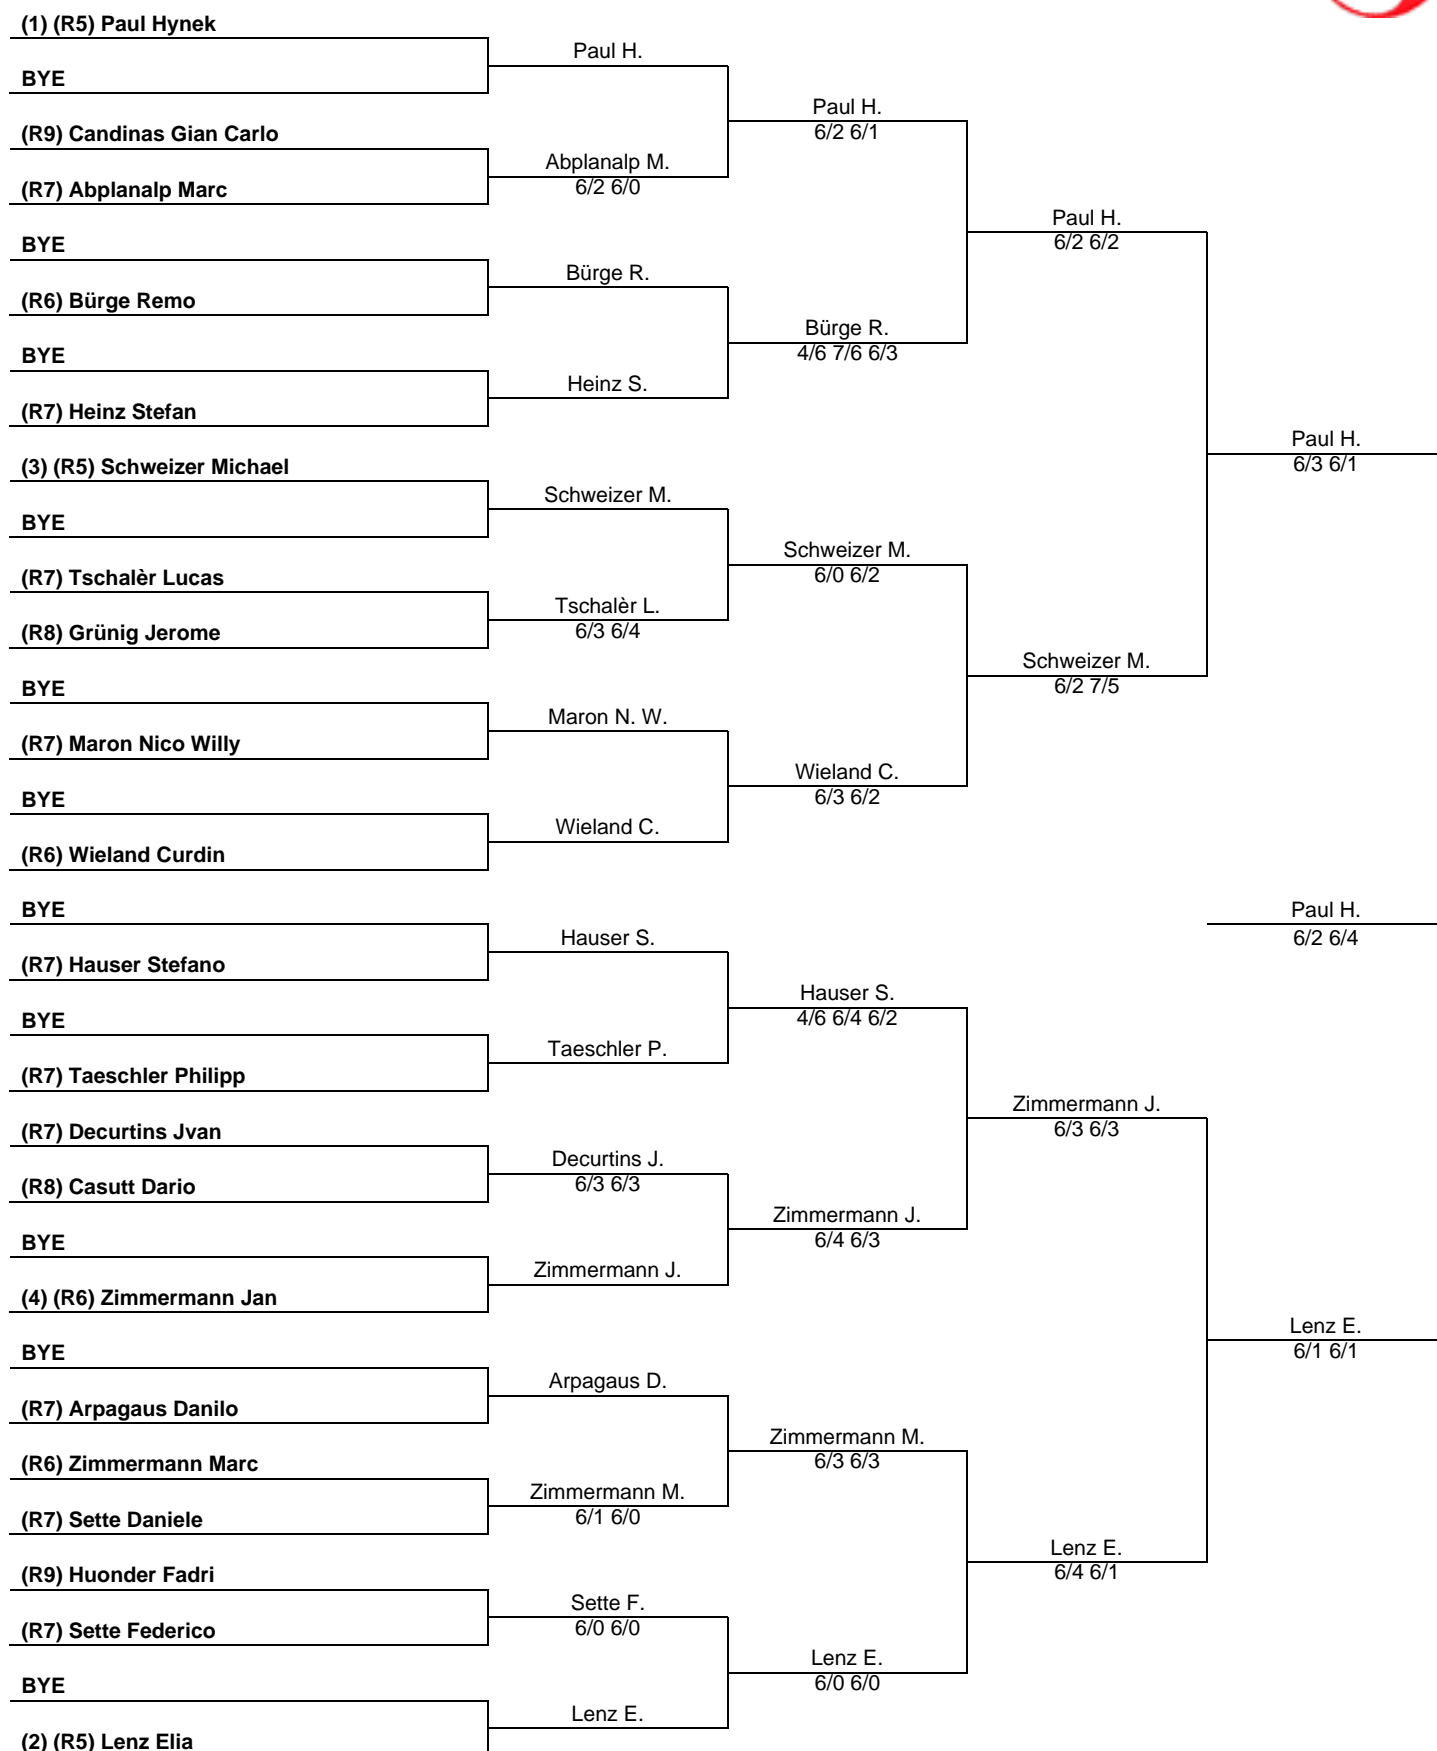 (1) (R5) Paul Hynek
Paul H.
BYE
Paul H.
6/2 6/1
(R9) Candinas Gian Carlo
Abplanalp M.
6/2 6/0
(R7) Abplanalp Marc
Paul H.
6/2 6/2
BYE
Bürge R.
(R6) Bürge Remo
Bürge R.
4/6 7/6 6/3
BYE
Heinz S.
(R7) Heinz Stefan
Paul H.
6/3 6/1
(3) (R5) Schweizer Michael
Schweizer M.
BYE
Schweizer M.
6/0 6/2
(R7) Tschalèr Lucas
Tschalèr L.
6/3 6/4
(R8) Grünig Jerome
Schweizer M.
6/2 7/5
BYE
Maron N. W.
(R7) Maron Nico Willy
Wieland C.
6/3 6/2
BYE
Wieland C.
(R6) Wieland Curdin
BYE
Paul H.
6/2 6/4
Hauser S.
(R7) Hauser Stefano
Hauser S.
4/6 6/4 6/2
BYE
Taeschler P.
(R7) Taeschler Philipp
Zimmermann J.
6/3 6/3
(R7) Decurtins Jvan
Decurtins J.
6/3 6/3
(R8) Casutt Dario
Zimmermann J.
6/4 6/3
BYE
Zimmermann J.
(4) (R6) Zimmermann Jan
Lenz E.
6/1 6/1
BYE
Arpagaus D.
(R7) Arpagaus Danilo
Zimmermann M.
6/3 6/3
(R6) Zimmermann Marc
Zimmermann M.
6/1 6/0
(R7) Sette Daniele
Lenz E.
6/4 6/1
(R9) Huonder Fadri
Sette F.
6/0 6/0
(R7) Sette Federico
Lenz E.
6/0 6/0
BYE
Lenz E.
(2) (R5) Lenz Elia